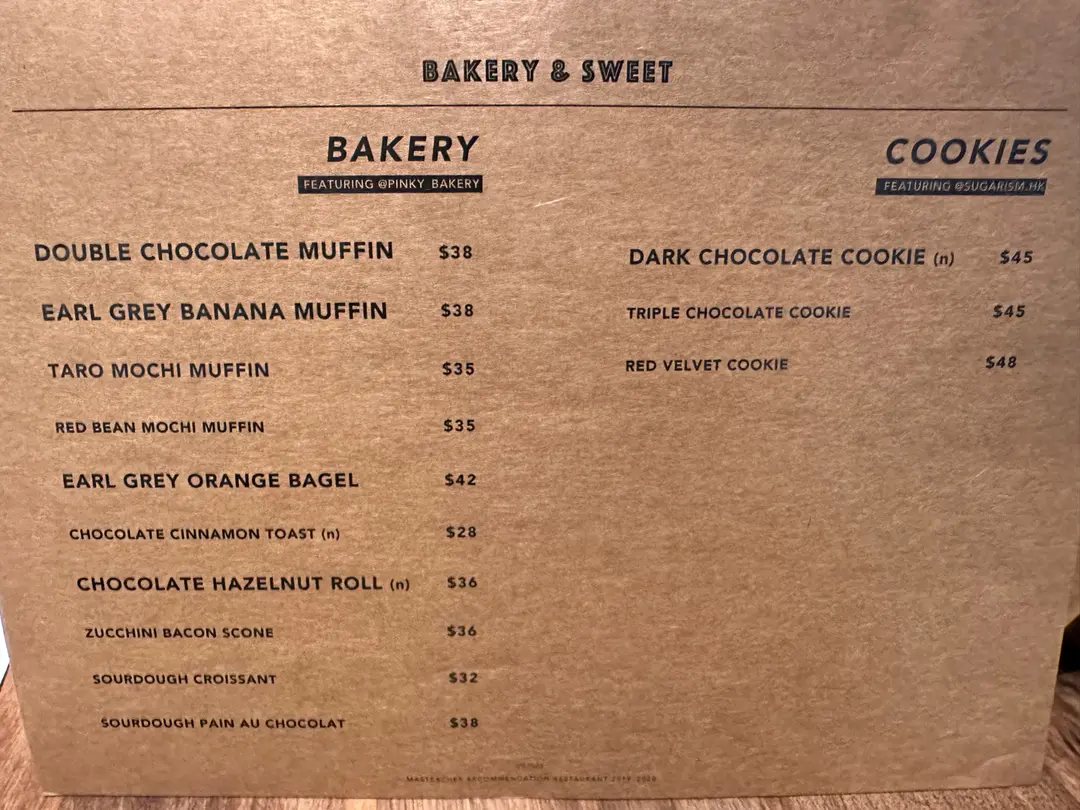 BAKERY & SWEET
BAKERY
FEATURING @PINKY_BAKERY
DOUBLE CHOCOLATE MUFFIN $38
EARL GREY BANANA MUFFIN $38
TARO MOCHI MUFFIN $35
RED BEAN MOCHI MUFFIN $35
EARL GREY ORANGE BAGEL $42
CHOCOLATE CINNAMON TOAST (n) $28
CHOCOLATE HAZELNUT ROLL (n) $36
ZUCCHINI BACON SCONE $36
SOURDOUGH CROISSANT $32
SOURDOUGH PAIN AU CHOCOLAT $38
COOKIES
FEATURING @SUGARISM.HK
DARK CHOCOLATE COOKIE (n) $45
TRIPLE CHOCOLATE COOKIE $45
RED VELVET COOKIE $48
MASTERCHEF RECOMMENDATION RESTAURANT